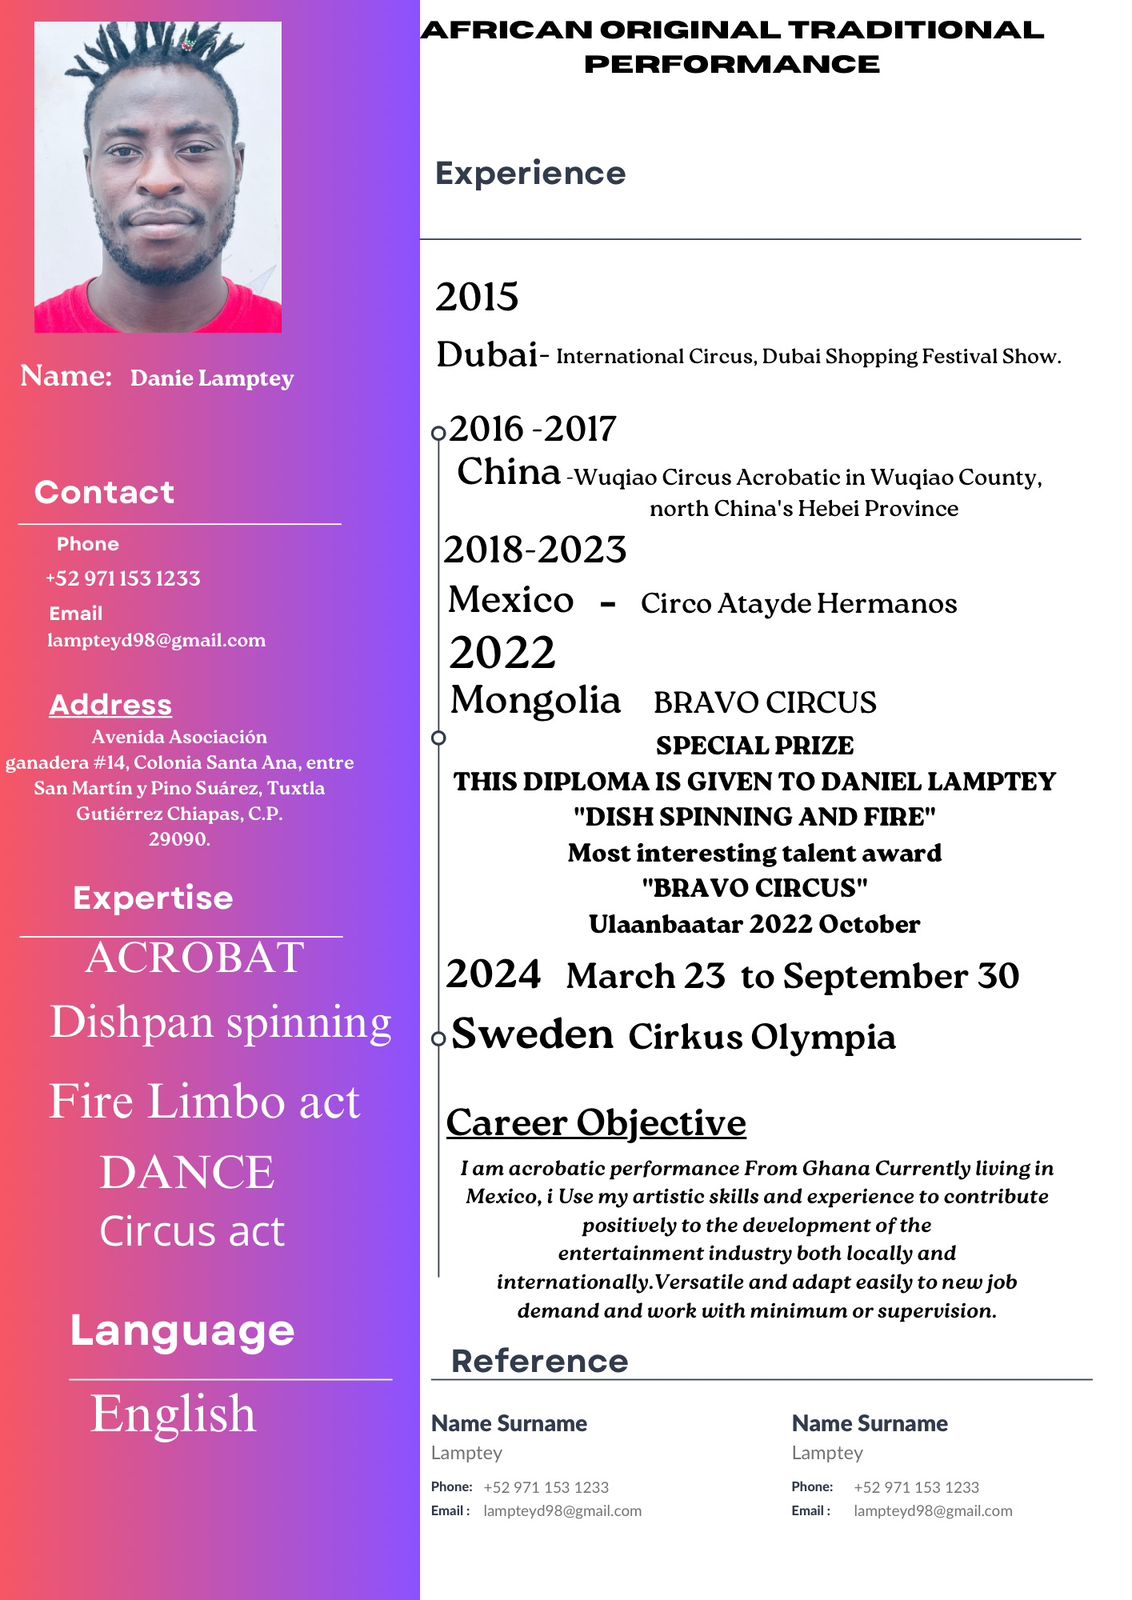 AFRICAN ORIGINAL TRADITIONAL
PERFORMANCE
Name: Danie Lamptey
Contact
Phone
+52 971 153 1233
Email
lampteyd98@gmail.com
Address
Avenida Asociación
ganadera #14, Colonia Santa Ana, entre
San Martín y Pino Suárez, Tuxtla
Gutiérrez Chiapas, C.P.
29090.
Expertise
ACROBAT
Dishpan spinning
Fire Limbo act
DANCE
Circus act
Language
English
Experience
2015
Dubai- International Circus, Dubai Shopping Festival Show.
2016 -2017
China -Wuqiao Circus Acrobatic in Wuqiao County,
north China's Hebei Province
2018-2023
Mexico - Circo Atayde Hermanos
2022
Mongolia BRAVO CIRCUS
SPECIAL PRIZE
THIS DIPLOMA IS GIVEN TO DANIEL LAMPTEY
"DISH SPINNING AND FIRE"
Most interesting talent award
"BRAVO CIRCUS"
Ulaanbaatar 2022 October
2024 March 23 to September 30
Sweden Cirkus Olympia
Career Objective
I am acrobatic performance From Ghana Currently living in
Mexico, i Use my artistic skills and experience to contribute
positively to the development of the
entertainment industry both locally and
internationally.Versatile and adapt easily to new job
demand and work with minimum or supervision.
Reference
Name Surname
Lamptey
Phone: +52 971 153 1233
Email : lampteyd98@gmail.com
Name Surname
Lamptey
Phone: +52 971 153 1233
Email : lampteyd98@gmail.com